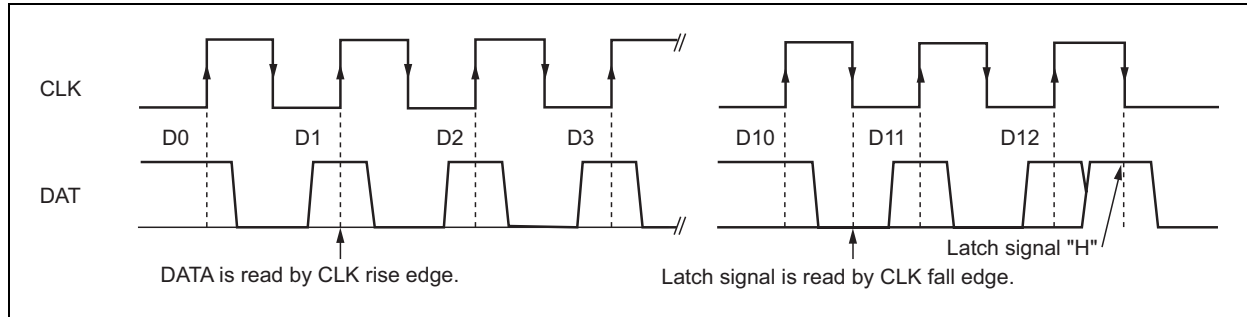 CLK
D0 D1 D2 D3 D10 D11 D12
DAT
Latch signal "H"
DATA is read by CLK rise edge.
Latch signal is read by CLK fall edge.